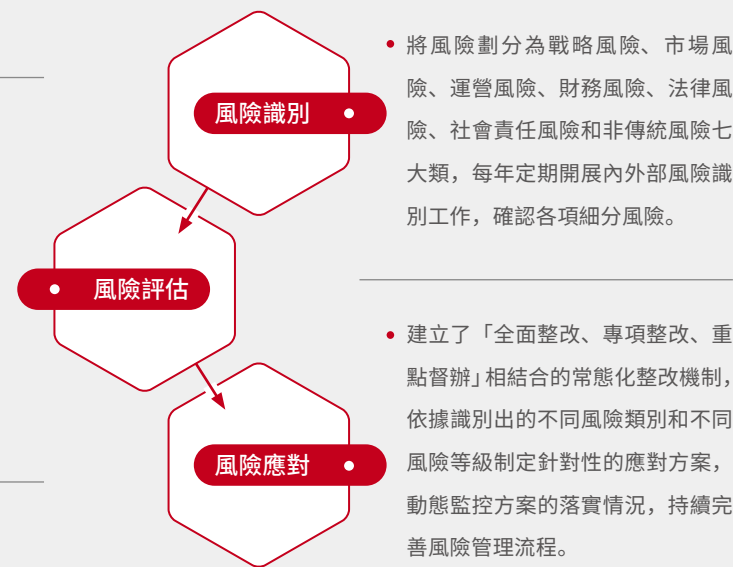 風險識別
將風險劃分為戰略風險、市場風
險、運營風險、財務風險、法律風
險、社會責任風險和非傳統風險七
大類，每年定期開展內外部風險識
別工作，確認各項細分風險。
風險評估
風險應對
建立了「全面整改、專項整改、重
點督辦」相結合的常態化整改機制，
依據識別出的不同風險類別和不同
風險等級制定針對性的應對方案，
動態監控方案的落實情況，持續完
善風險管理流程。